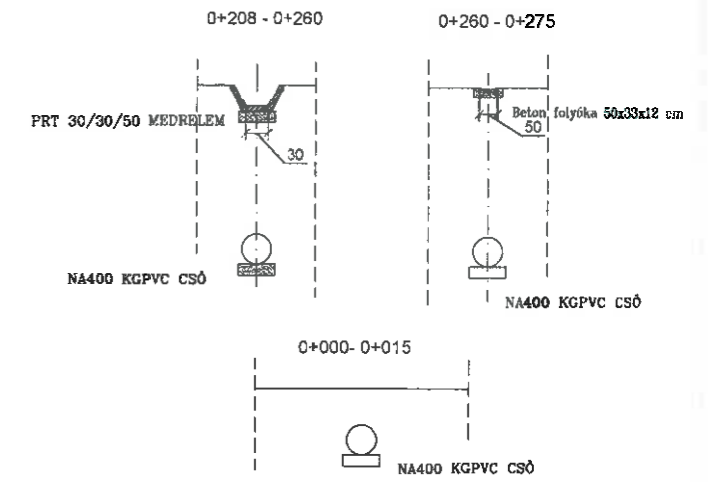 0+208 - 0+260
0+260 - 0+275
PRT 30/30/50 MEDRELEM
30
Beton folyóka 50x33x12 cm
50
NA400 KGPVC CSŐ
NA400 KGPVC CSŐ
0+000- 0+015
NA400 KGPVC CSŐ